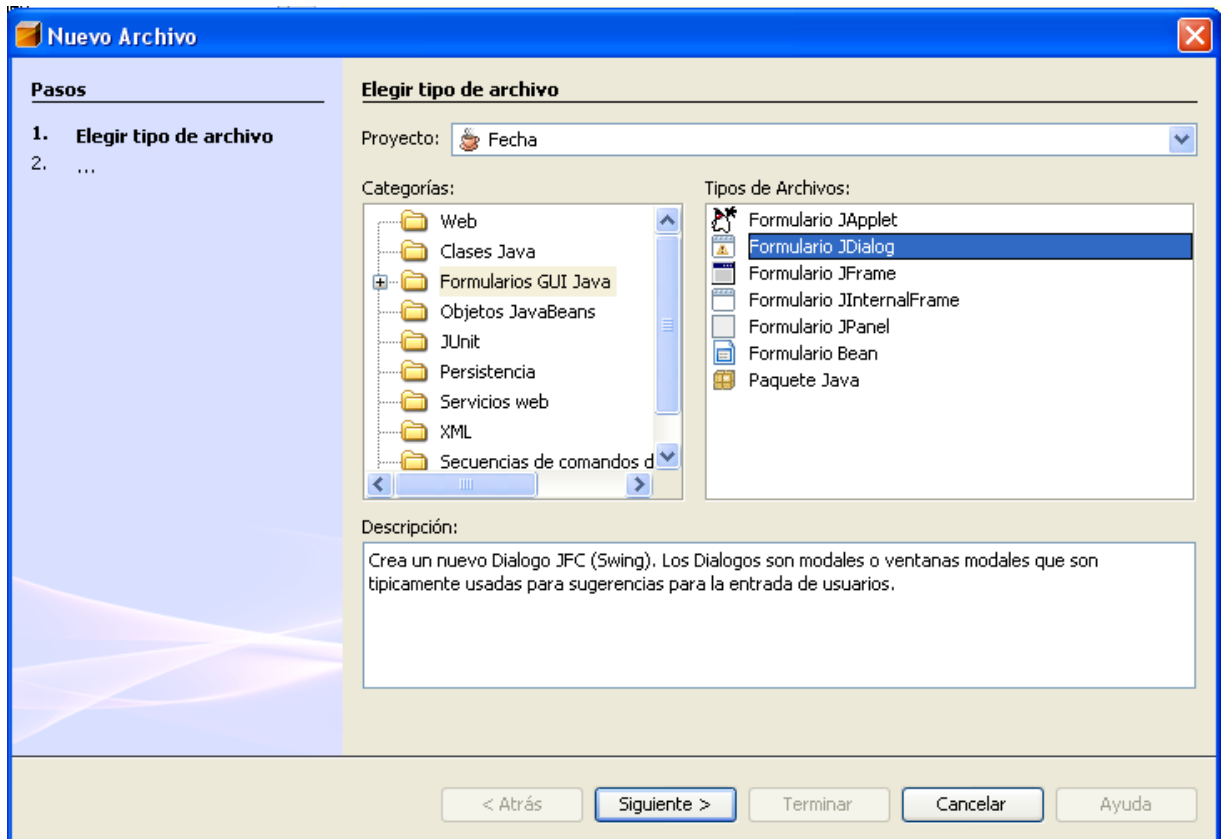 Nuevo Archivo
Pasos
1. Elegir tipo de archivo
2. ...
Elegir tipo de archivo
Proyecto: Fecha
Categorías:
Web
Clases Java
Formularios GUI Java
Objetos JavaBeans
JUnit
Persistencia
Servicios web
XML
Secuencias de comandos d
Tipos de Archivos:
Formulario JApplet
Formulario JDialog
Formulario JFrame
Formulario JInternalFrame
Formulario JPanel
Formulario Bean
Paquete Java
Descripción:
Crea un nuevo Dialogo JFC (Swing). Los Dialogos son modales o ventanas modales que son
tipicamente usadas para sugerencias para la entrada de usuarios.
< Atrás Siguiente > Terminar Cancelar Ayuda